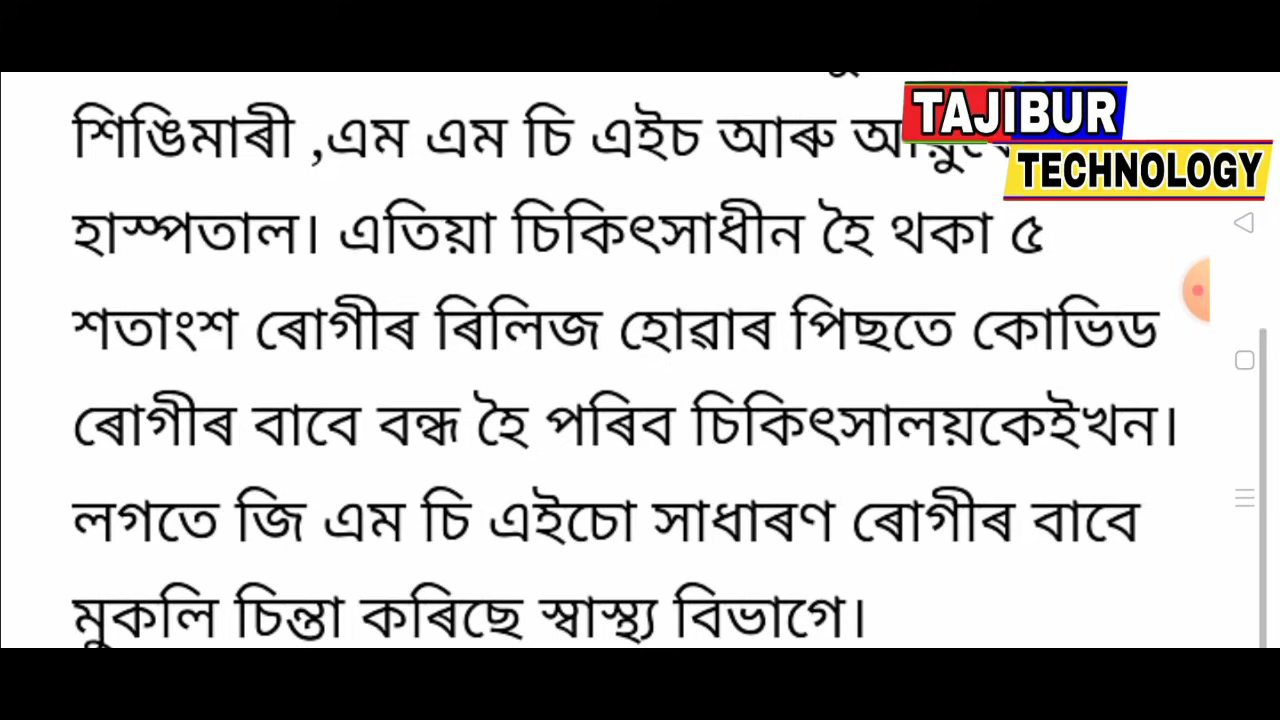 TAJIBUR
TECHNOLOGY
শিঙিমাৰী ,এম এম চি এইচ আৰু
হাস্পতাল। এতিয়া চিকিৎসাধীন হৈ থকা ৫
শতাংশ ৰোগীৰ ৰিলিজ হোৱাৰ পিছতে কোভিড
ৰোগীৰ বাবে বন্ধ হৈ পৰিব চিকিৎসালয়কেইখন।
লগতে জি এম চি এইচো সাধাৰণ ৰোগীৰ বাবে
মুকলি চিন্তা কৰিছে স্বাস্থ্য বিভাগে।